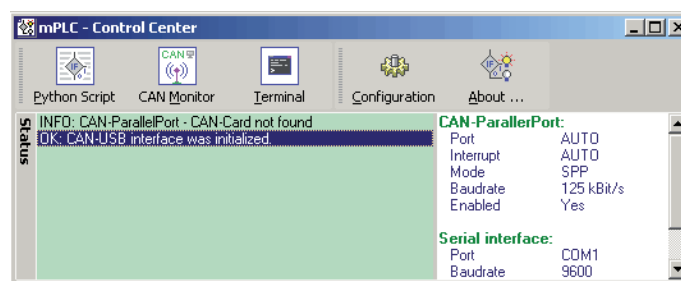 mPLC - Control Center
CAN
IF
Python Script CAN Monitor Terminal Configuration About ...
Status
INFO: CAN-ParallelPort - CAN-Card not found
OK: CAN-USB interface was initialized.
CAN-ParallerPort:
Port AUTO
Interrupt AUTO
Mode SPP
Baudrate 125 kBit/s
Enabled Yes
Serial interface:
Port COM1
Baudrate 9600